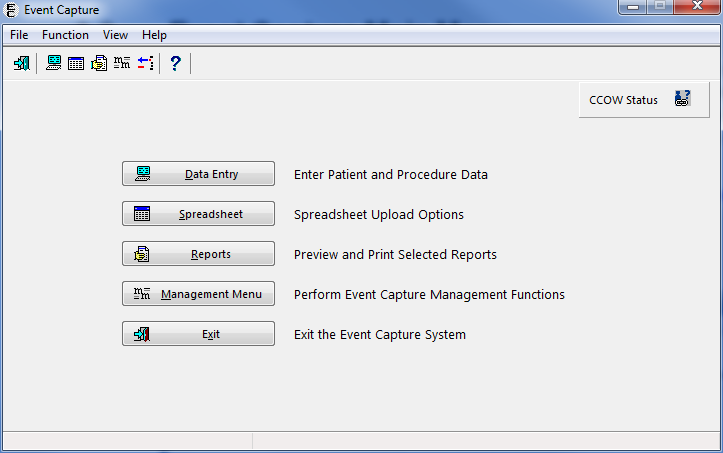 Event Capture
File Function View Help
CCOW Status
Data Entry Enter Patient and Procedure Data
Spreadsheet Spreadsheet Upload Options
Reports Preview and Print Selected Reports
Management Menu Perform Event Capture Management Functions
Exit Exit the Event Capture System